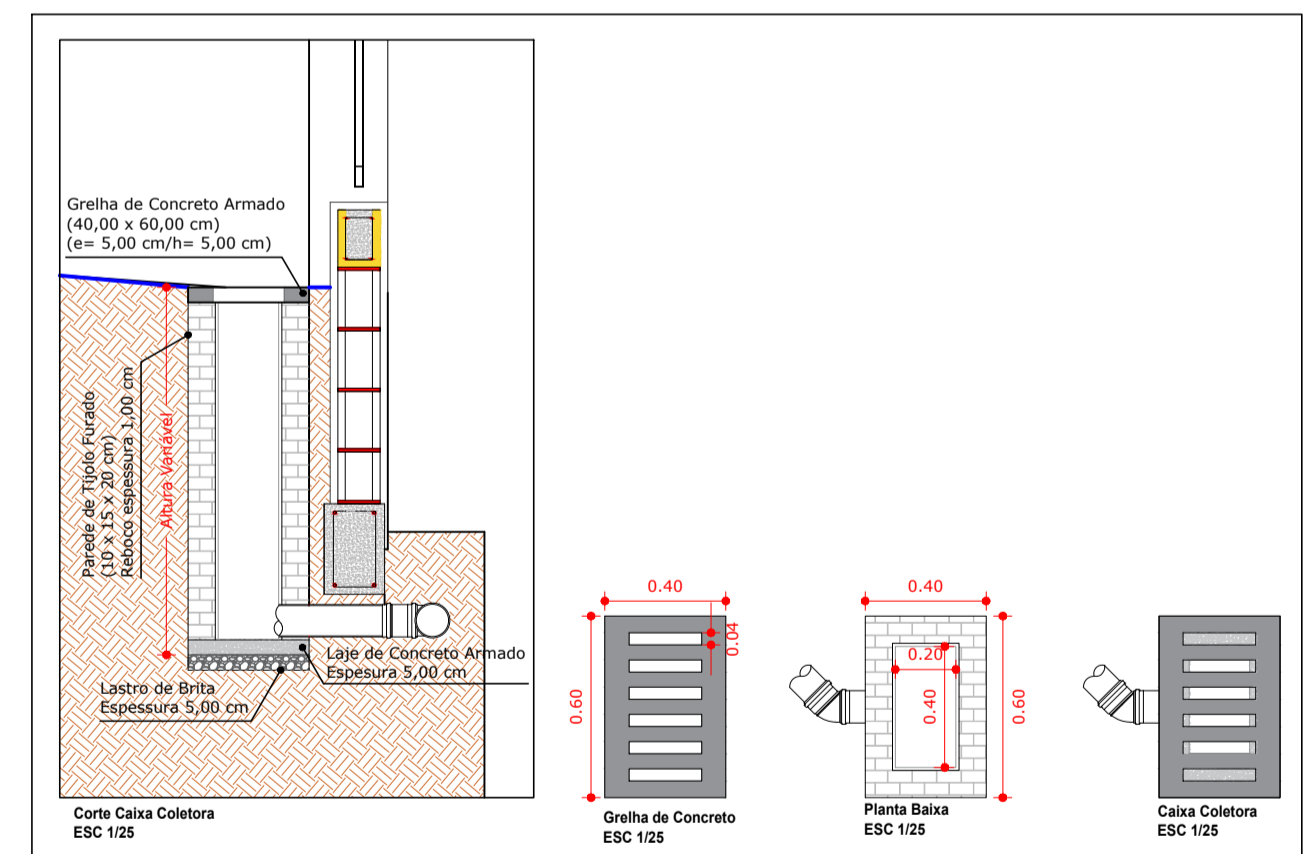 Grelha de Concreto Armado
(40,00 x 60,00 cm)
(e= 5,00 cm/h= 5,00 cm)
Parede de Tijolo Furado
(10 x 15 x 20 cm)
Reboco espessura 1,00 cm
Altura Variável
Laje de Concreto Armado
Espesura 5,00 cm
Lastro de Brita
Espessura 5,00 cm
Corte Caixa Coletora
ESC 1/25
0.40
0.04
0.60
Grelha de Concreto
ESC 1/25
0.40
0.20
0.40
0.60
Planta Baixa
ESC 1/25
Caixa Coletora
ESC 1/25